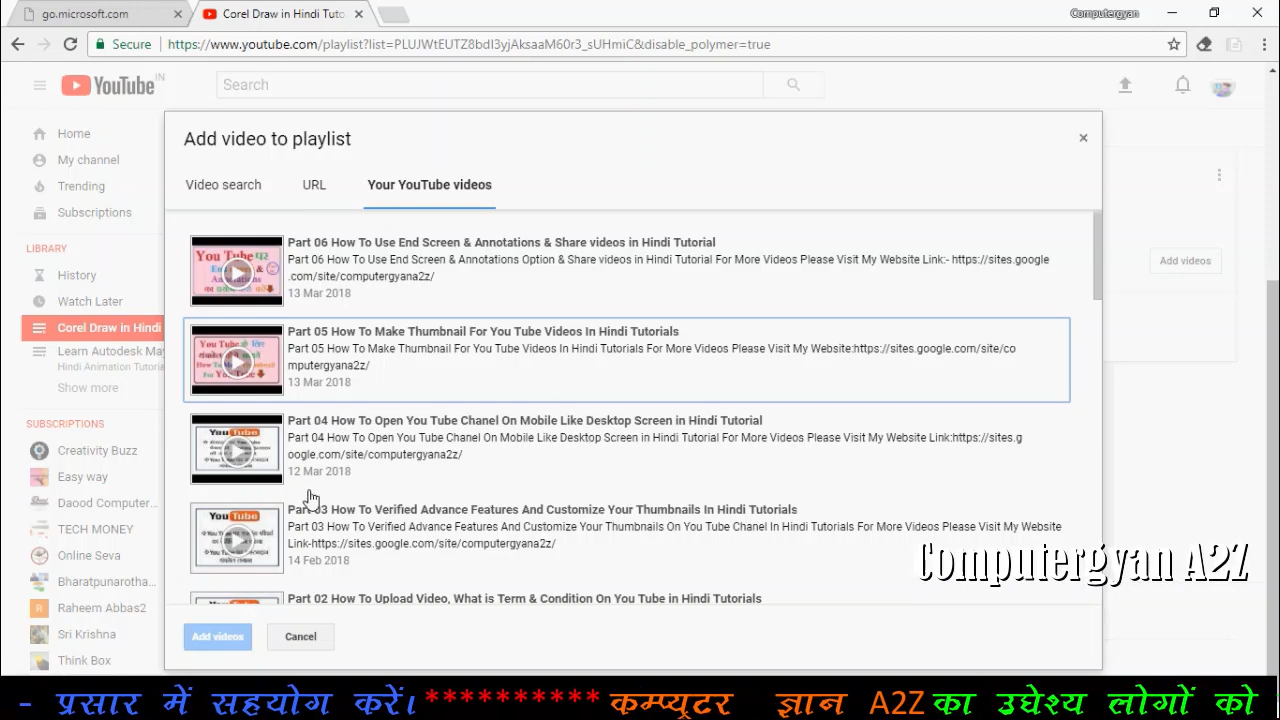 go.microsoft.com
Corel Draw in Hindi Tuto
Computergyan
Secure
https://www.youtube.com/playlist?list=PLUJWtEUTZ8bdI3yjAksaaM60r3_sUHmiC&disable_polymer=true
YouTube IN
Search
Add video to playlist
Video search
URL
Your YouTube videos
Home
My channel
Trending
Subscriptions
LIBRARY
History
Watch Later
Corel Draw in Hindi
Learn Autodesk May
Hindi Animation Tutoria
Show more
SUBSCRIPTIONS
Creativity Buzz
Easy way
Daood Computer...
TECH MONEY
Online Seva
Bharatpunarotha...
Raheem Abbas2
Sri Krishna
Think Box
Part 06 How To Use End Screen & Annotations & Share videos in Hindi Tutorial
Part 06 How To Use End Screen & Annotations Option & Share videos in Hindi Tutorial For More Videos Please Visit My Website Link:- https://sites.google
.com/site/computergyana2z/
13 Mar 2018
Part 05 How To Make Thumbnail For You Tube Videos In Hindi Tutorials
Part 05 How To Make Thumbnail For You Tube Videos In Hindi Tutorials For More Videos Please Visit My Website:https://sites.google.com/site/co
mputergyana2z/
13 Mar 2018
Part 04 How To Open You Tube Chanel On Mobile Like Desktop Screen in Hindi Tutorial
Part 04 How To Open You Tube Chanel On Mobile Like Desktop Screen in Hindi Tutorial For More Videos Please Visit My Website Link:https://sites.g
oogle.com/site/computergyana2z/
12 Mar 2018
Part 03 How To Verified Advance Features And Customize Your Thumbnails In Hindi Tutorials
Part 03 How To Verified Advance Features And Customize Your Thumbnails On You Tube Chanel In Hindi Tutorials For More Videos Please Visit My Website
Link-https://sites.google.com/site/computergyana2z/
14 Feb 2018
Part 02 How To Upload Video, What is Term & Condition On You Tube in Hindi Tutorials
Add videos
Add videos
Cancel
Computergyan A2Z
- प्रसार में सहयोग करें। ********** कम्प्यूटर ज्ञान A2Z का उद्येश्य लोगों को